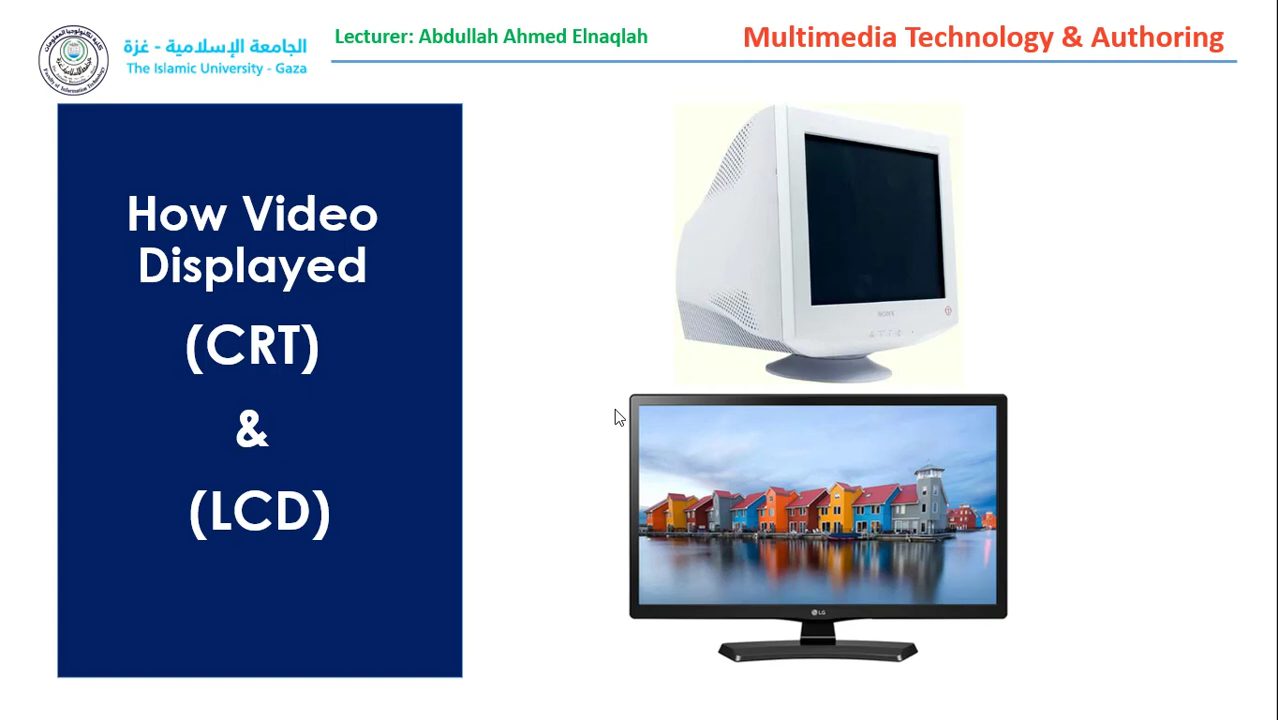 الجامعة الإسلامية - غزة
The Islamic University - Gaza
Lecturer: Abdullah Ahmed Elnaqlah
Multimedia Technology & Authoring
How Video
Displayed
(CRT)
&
(LCD)
LG